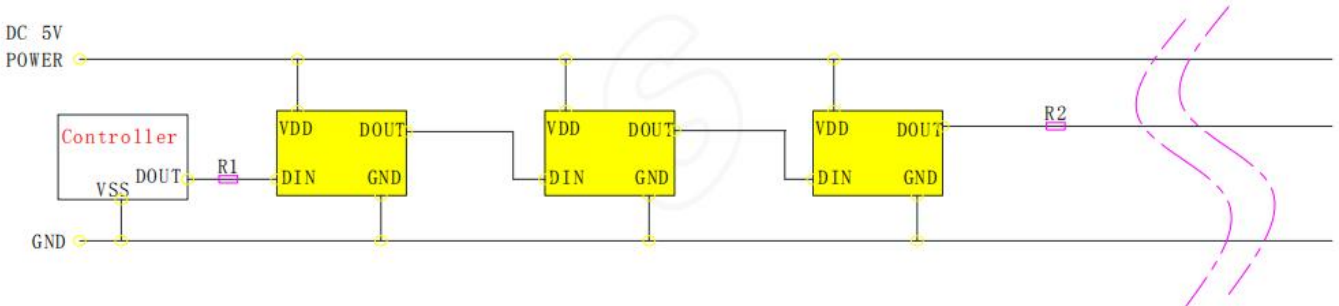 DC 5V
POWER
Controller
DOUT
VSS
R1
VDD
DOUT
DIN
GND
VDD
DOUT
DIN
GND
VDD
DOUT
DIN
GND
R2
GND